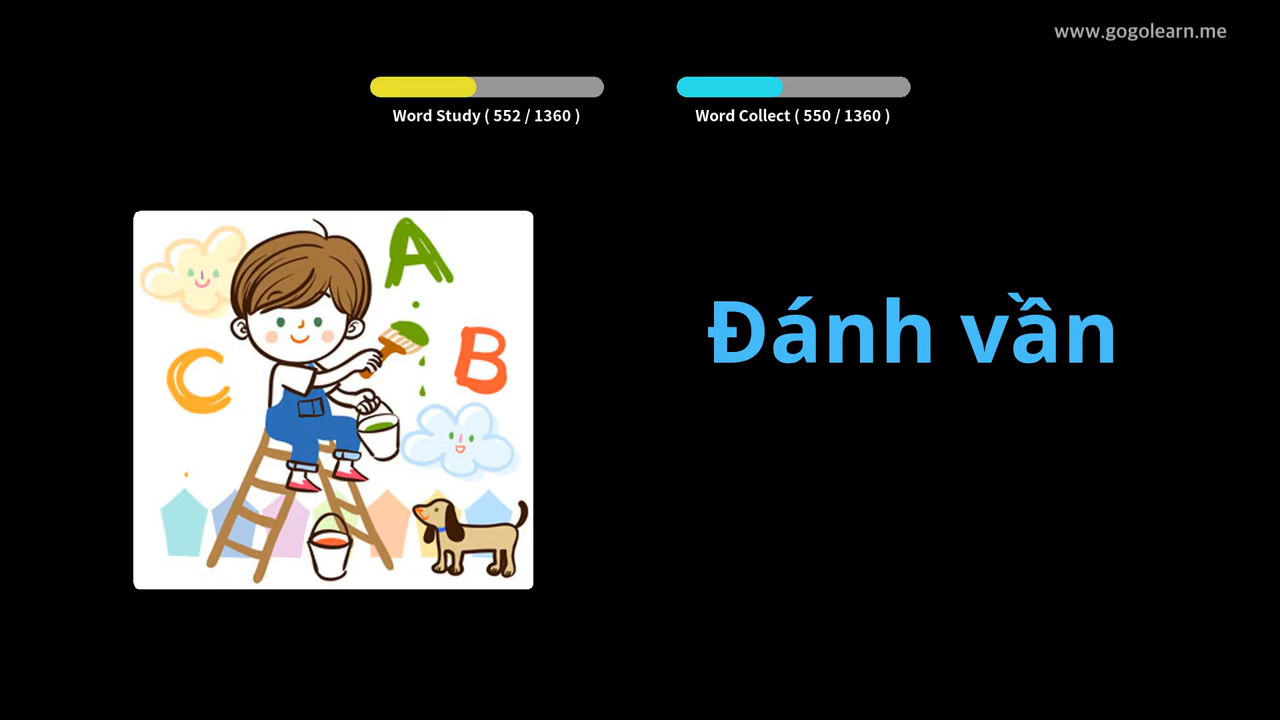 www.gogolearn.me
Word Study ( 552 / 1360 )
Word Collect ( 550 / 1360 )
A
B
C
Đánh vần